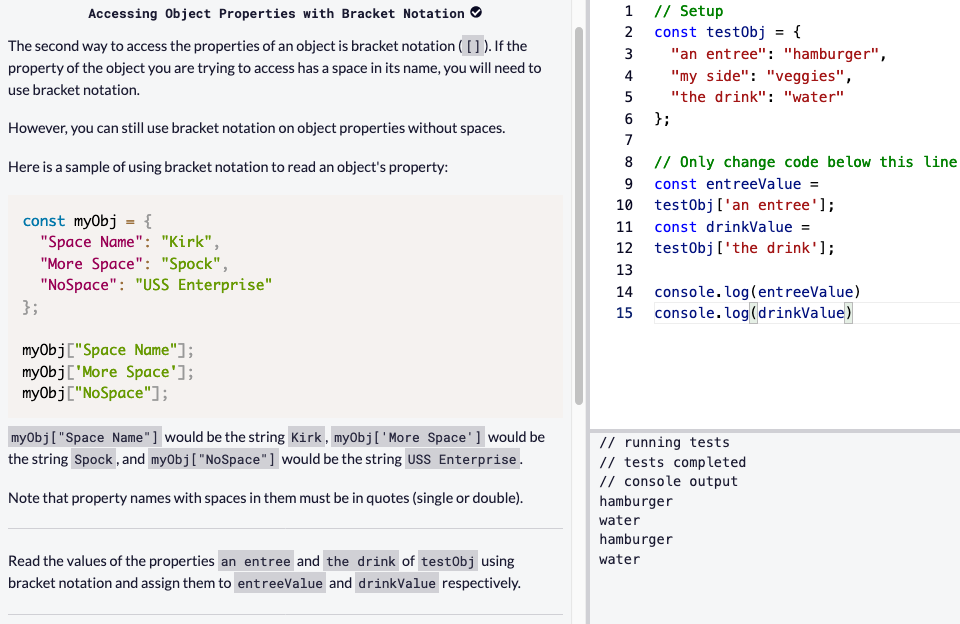 Accessing Object Properties with Bracket Notation
The second way to access the properties of an object is bracket notation ( [] ). If the
property of the object you are trying to access has a space in its name, you will need to
use bracket notation.
However, you can still use bracket notation on object properties without spaces.
Here is a sample of using bracket notation to read an object's property:
const myObj = {
  "Space Name": "Kirk",
  "More Space": "Spock",
  "NoSpace": "USS Enterprise"
};
myObj["Space Name"];
myObj['More Space'];
myObj["NoSpace"];
myObj["Space Name"] would be the string Kirk , myObj['More Space'] would be
the string Spock , and myObj["NoSpace"] would be the string USS Enterprise .
Note that property names with spaces in them must be in quotes (single or double).
Read the values of the properties an entree and the drink of testObj using
bracket notation and assign them to entreeValue and drinkValue respectively.
1 // Setup
2 const testObj = {
3   "an entree": "hamburger",
4   "my side": "veggies",
5   "the drink": "water"
6 };
7
8 // Only change code below this line
9 const entreeValue =
10 testObj['an entree'];
11 const drinkValue =
12 testObj['the drink'];
13
14 console.log(entreeValue)
15 console.log(drinkValue)
// running tests
// tests completed
// console output
hamburger
water
hamburger
water